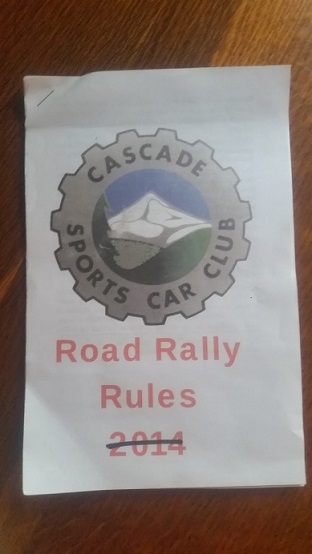 CASCADE
SPORTS CAR CLUB
Road Rally
Rules
2014